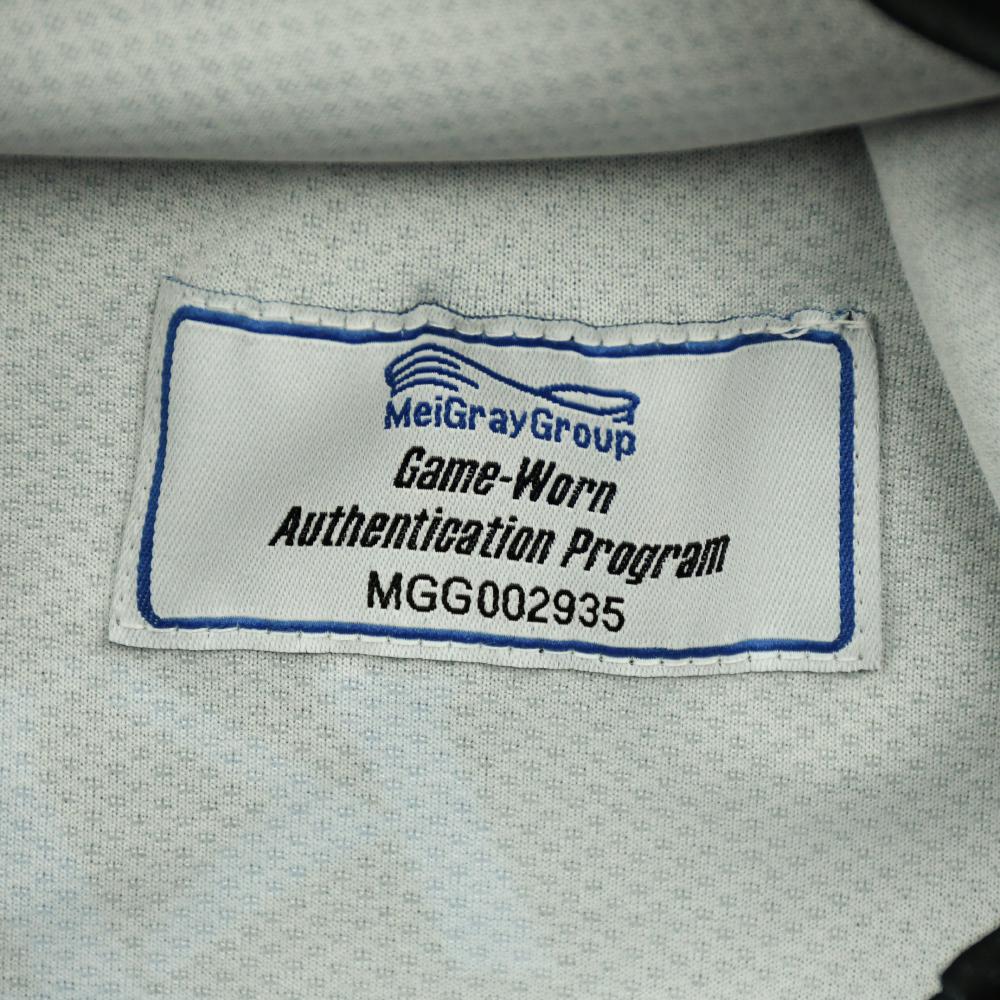 MeiGrayGroup
Game-Worn
Authentication Program
MGG002935